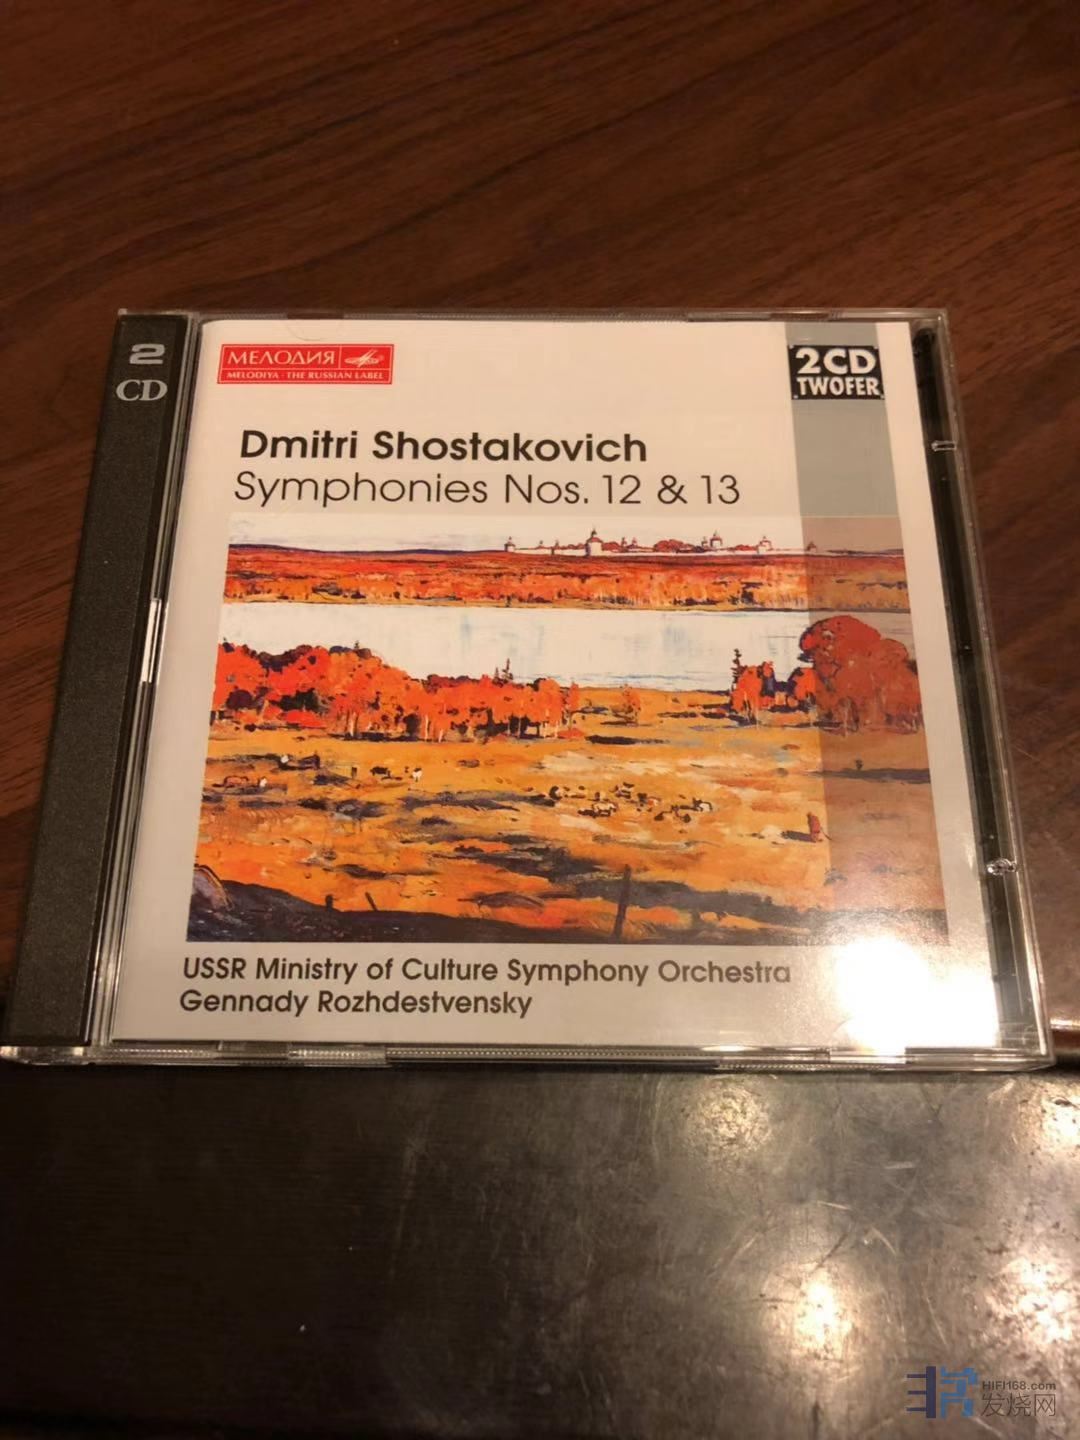 2
CD
МЕЛОДИЯ
MELODIYA · THE RUSSIAN LABEL
2CD
TWOFER
Dmitri Shostakovich
Symphonies Nos. 12 & 13
USSR Ministry of Culture Symphony Orchestra
Gennady Rozhdestvensky
HIFI168.com
发烧网